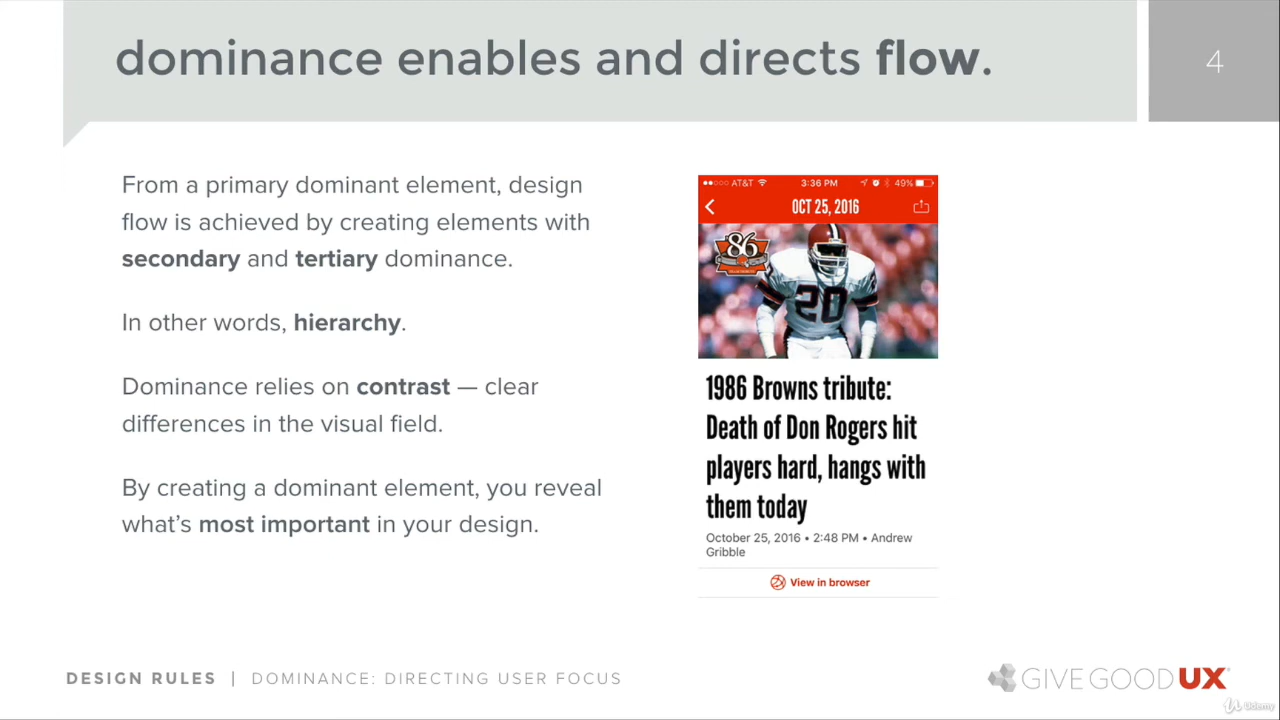 dominance enables and directs flow.
4
From a primary dominant element, design
flow is achieved by creating elements with
secondary and tertiary dominance.
In other words, hierarchy.
Dominance relies on contrast — clear
differences in the visual field.
By creating a dominant element, you reveal
what's most important in your design.
AT&T 3:36 PM 49%
OCT 25, 2016
86
20
1986 Browns tribute:
Death of Don Rogers hit
players hard, hangs with
them today
October 25, 2016 • 2:48 PM • Andrew
Gribble
View in browser
DESIGN RULES | DOMINANCE: DIRECTING USER FOCUS
GIVE GOOD UX
Udemy